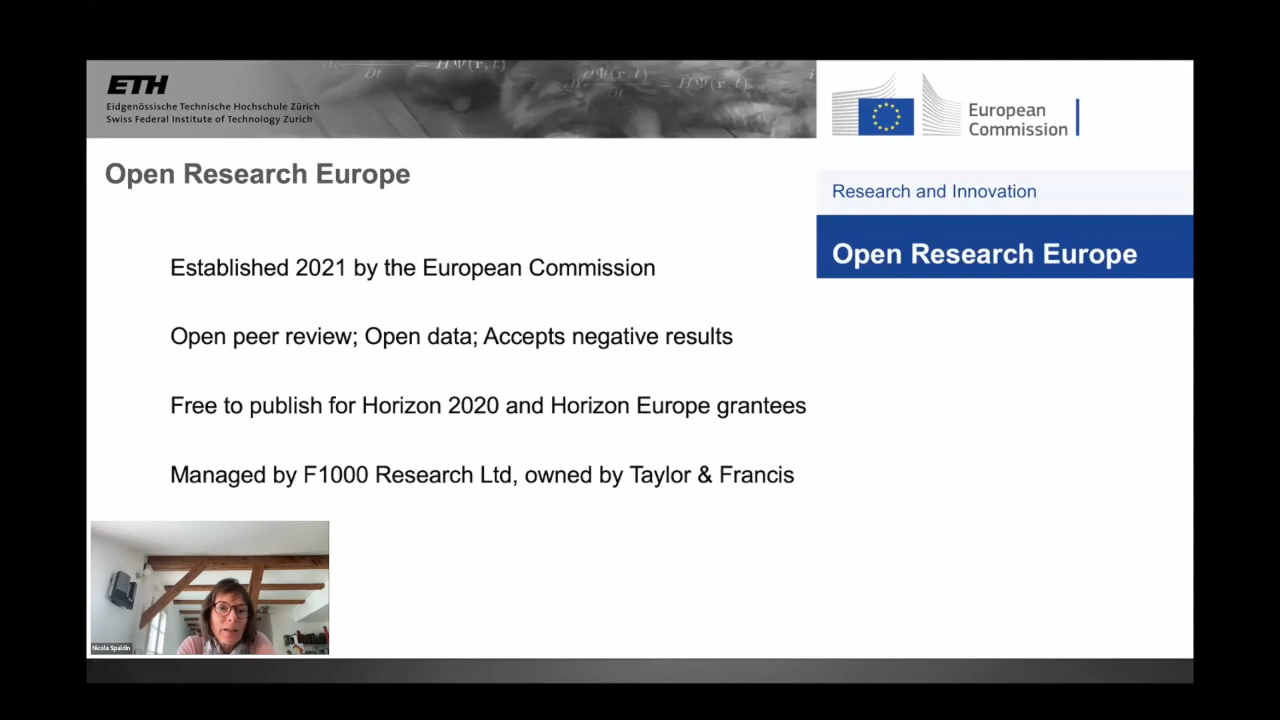 ETH
Eidgenössische Technische Hochschule Zürich
Swiss Federal Institute of Technology Zurich
European
Commission
Open Research Europe
Research and Innovation
Open Research Europe
Established 2021 by the European Commission
Open peer review; Open data; Accepts negative results
Free to publish for Horizon 2020 and Horizon Europe grantees
Managed by F1000 Research Ltd, owned by Taylor & Francis
Nicola Spaldin